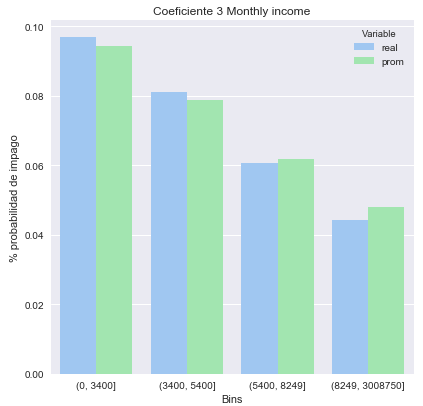 Coeficiente 3 Monthly income
Variable
real
prom
% probabilidad de impago
0.10
0.08
0.06
0.04
0.02
0.00
(0, 3400]
(3400, 5400]
(5400, 8249]
(8249, 3008750]
Bins